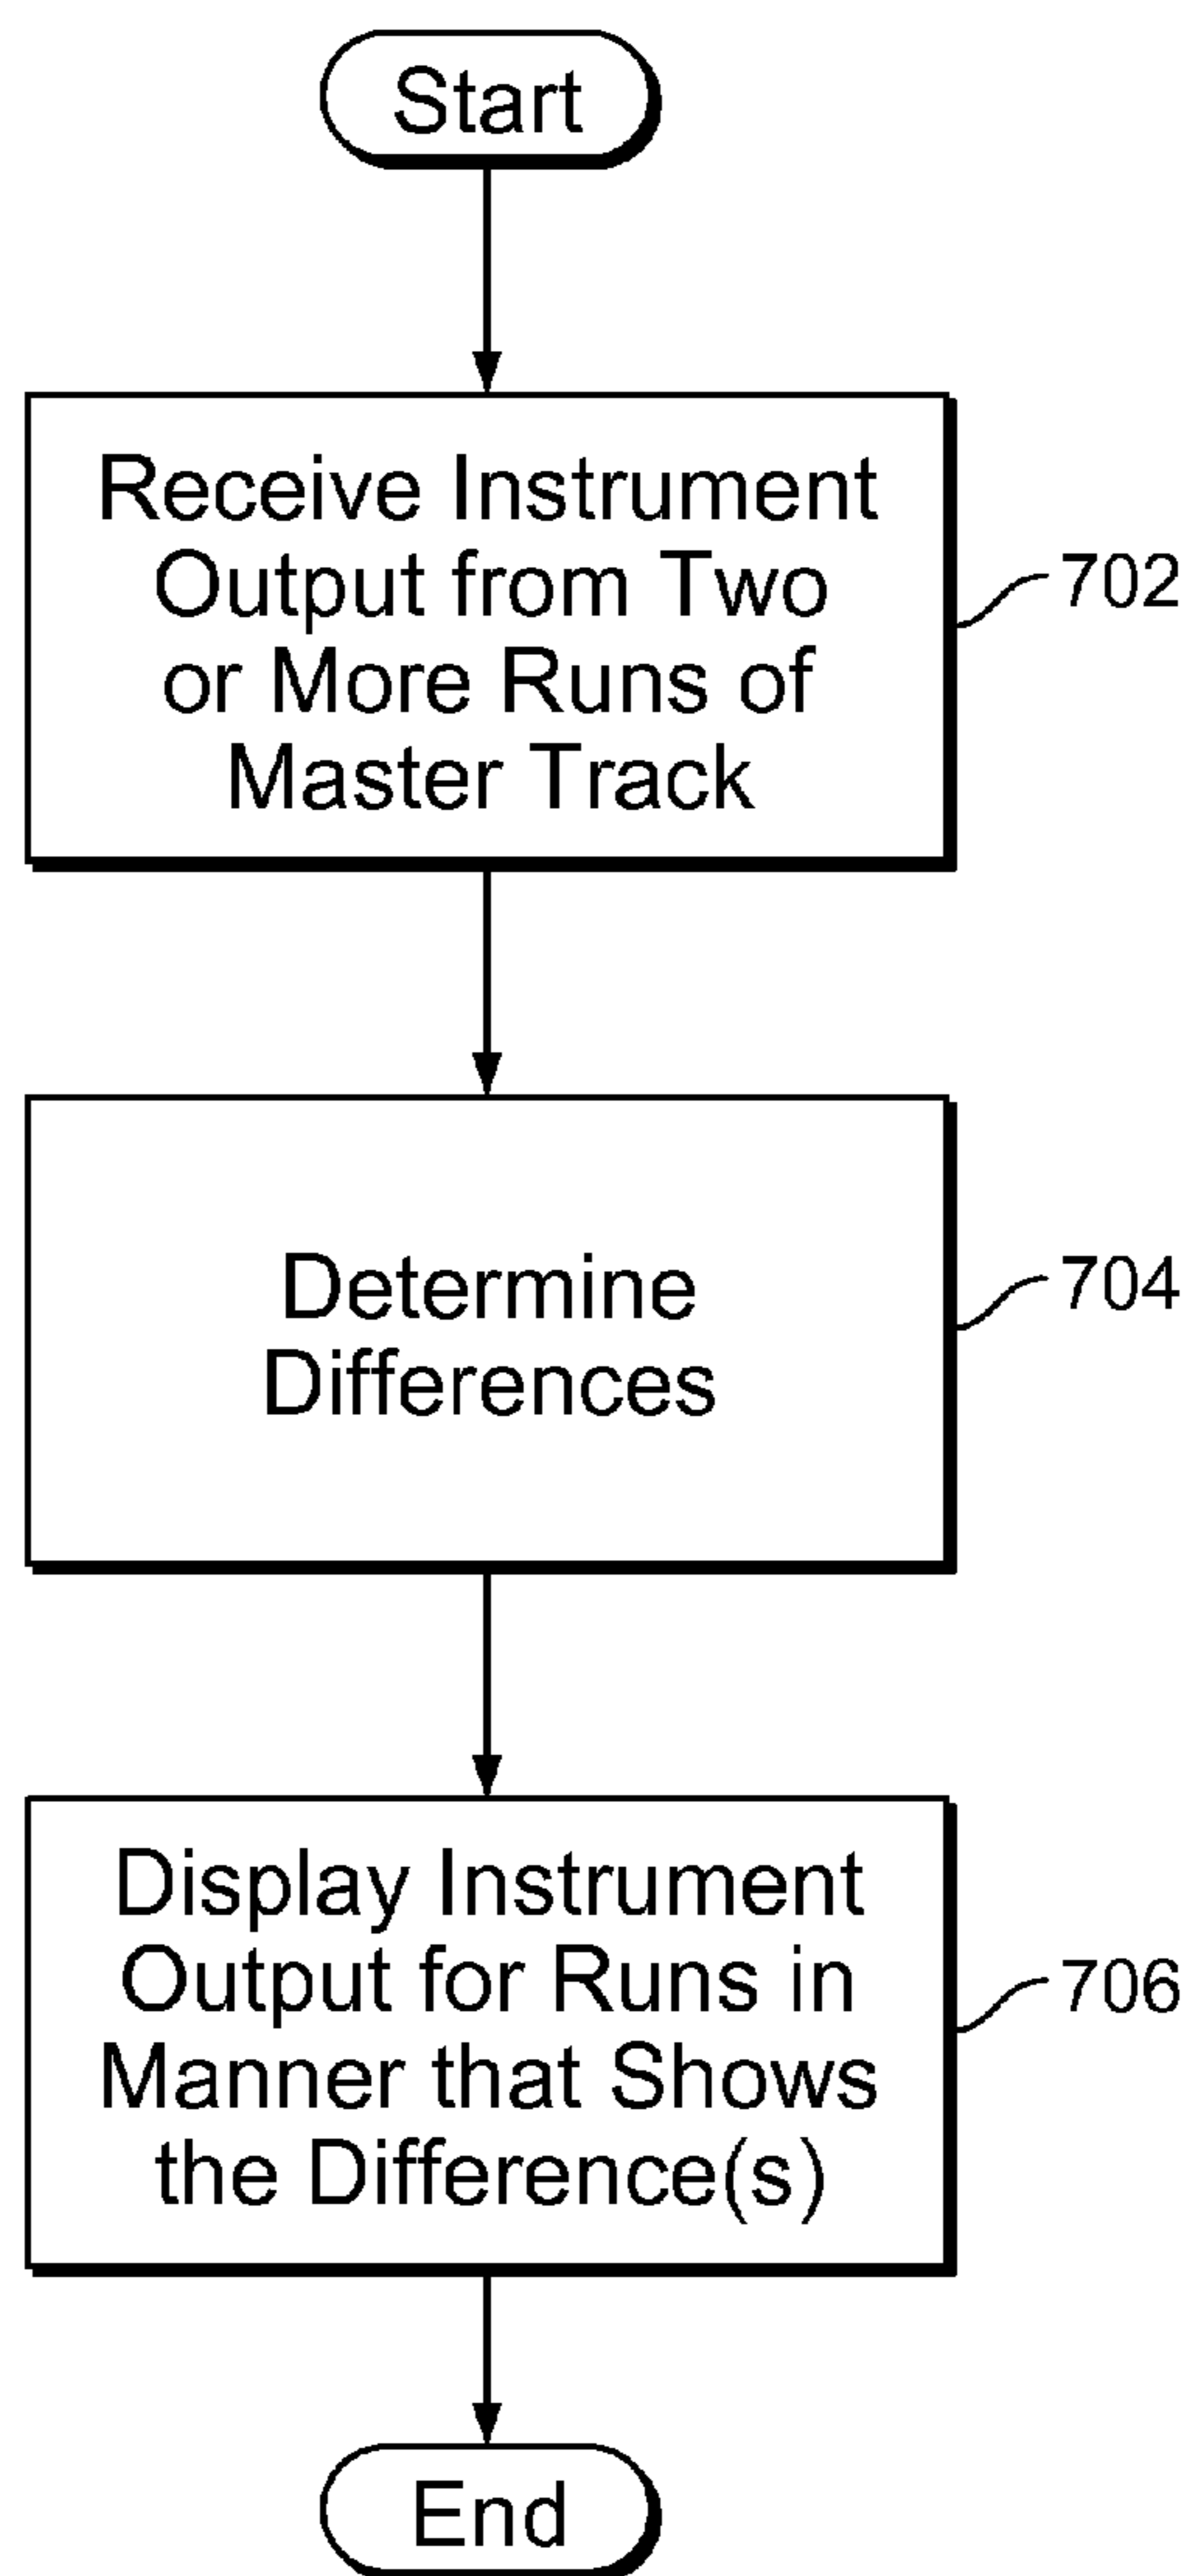 Start
Receive Instrument
Output from Two
or More Runs of
Master Track
702
Determine
Differences
704
Display Instrument
Output for Runs in
Manner that Shows
the Difference(s)
706
End